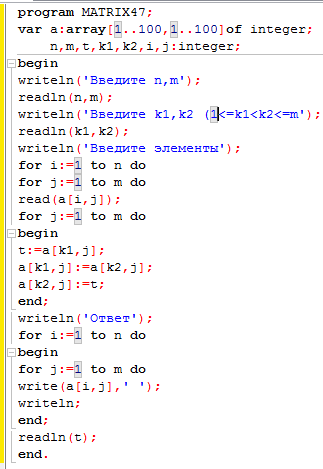 program MATRIX47;
var a:array[1..100,1..100]of integer;
n,m,t,k1,k2,i,j:integer;
begin
writeln('Введите n,m');
readln(n,m);
writeln('Введите k1,k2 (1<=k1<k2<=m');
readln(k1,k2);
writeln('Введите элементы');
for i:=1 to n do
for j:=1 to m do
read(a[i,j]);
for j:=1 to m do
begin
t:=a[k1,j];
a[k1,j]:=a[k2,j];
a[k2,j]:=t;
end;
writeln('Ответ');
for i:=1 to n do
begin
for j:=1 to m do
write(a[i,j],' ');
writeln;
end;
readln(t);
end.